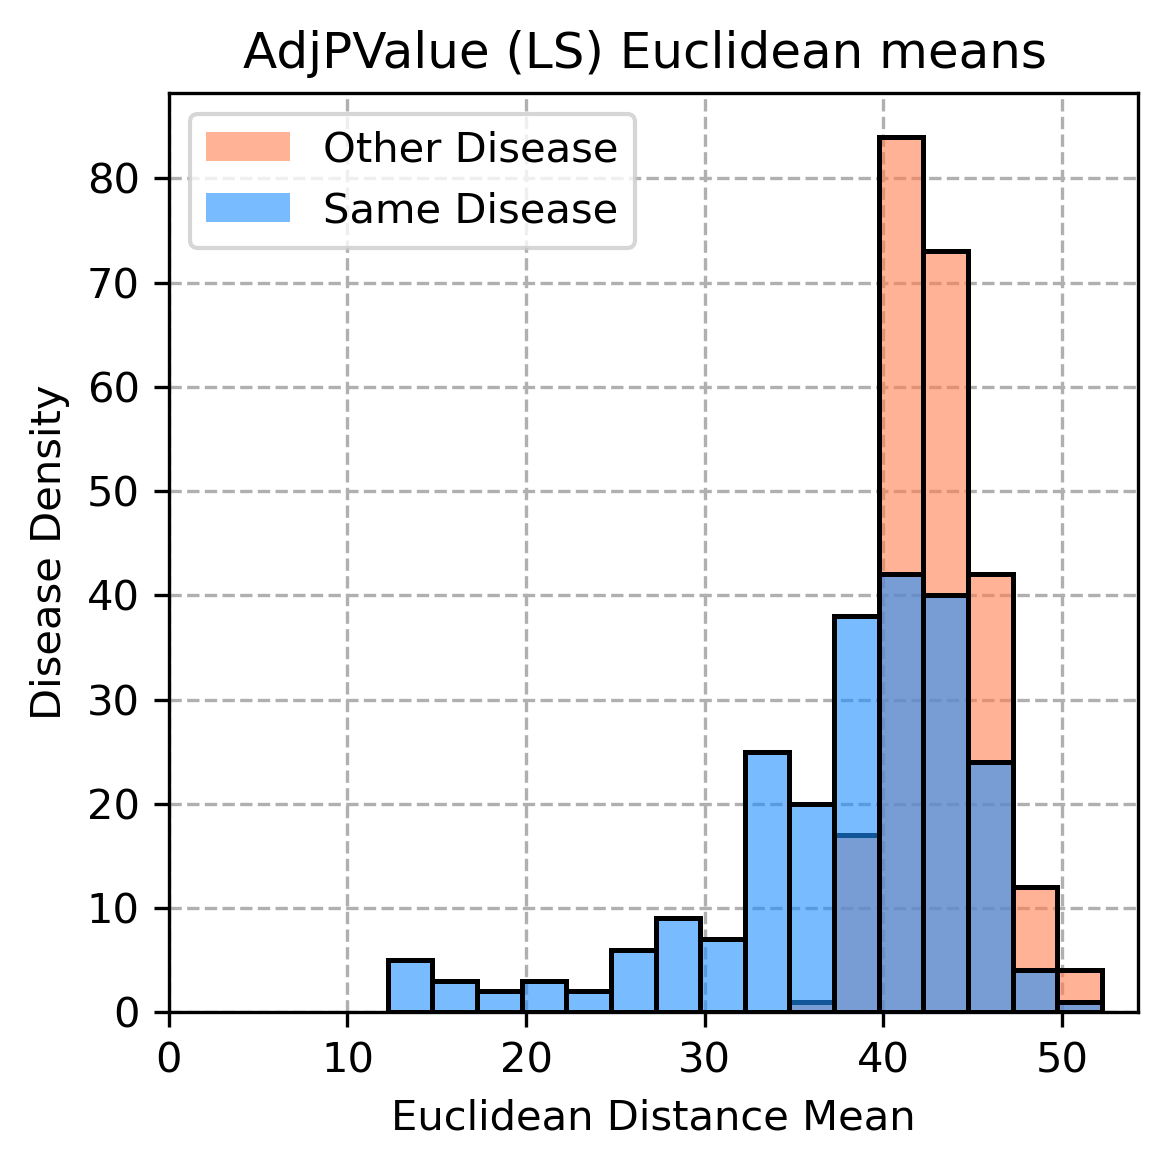 AdjPValue (LS) Euclidean means
Other Disease
Same Disease
80
70
60
50
40
30
20
10
0
Disease Density
0 10 20 30 40 50
Euclidean Distance Mean